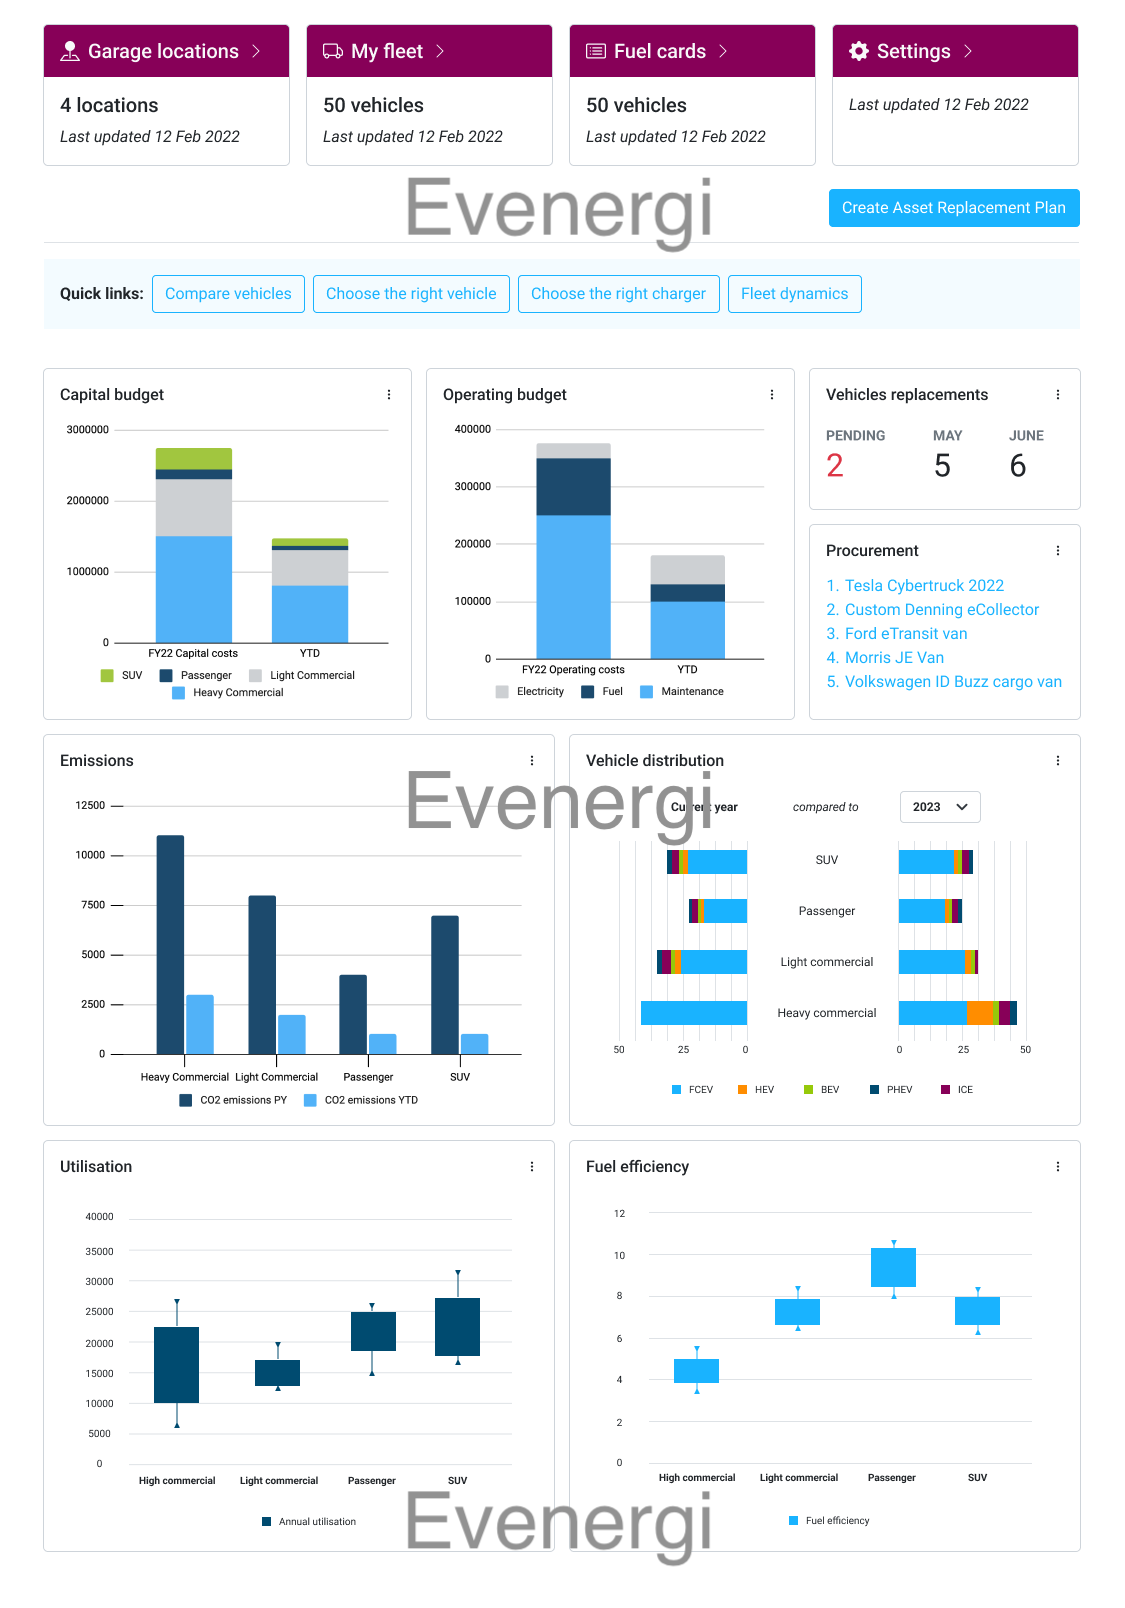 Garage locations
4 locations
Last updated 12 Feb 2022
My fleet
50 vehicles
Last updated 12 Feb 2022
Fuel cards
50 vehicles
Last updated 12 Feb 2022
Settings
Last updated 12 Feb 2022
Evenergi
Create Asset Replacement Plan
Quick links: Compare vehicles Choose the right vehicle Choose the right charger Fleet dynamics
Capital budget
3000000
2000000
1000000
0
FY22 Capital costs YTD
SUV Passenger Light Commercial
Heavy Commercial
Operating budget
400000
300000
200000
100000
0
FY22 Operating costs YTD
Electricity Fuel Maintenance
Vehicles replacements
PENDING MAY JUNE
2 5 6
Procurement
1. Tesla Cybertruck 2022
2. Custom Denning eCollector
3. Ford eTransit van
4. Morris JE Van
5. Volkswagen ID Buzz cargo van
Emissions
12500
10000
7500
5000
2500
0
Heavy Commercial Light Commercial Passenger SUV
CO2 emissions PY CO2 emissions YTD
Evenergi
Vehicle distribution
Current year compared to 2023
SUV
Passenger
Light commercial
Heavy commercial
50 25 0 0 25 50
FCEV HEV BEV PHEV ICE
Utilisation
40000
35000
30000
25000
20000
15000
10000
5000
0
High commercial Light commercial Passenger SUV
Annual utilisation
Fuel efficiency
12
10
8
6
4
2
0
High commercial Light commercial Passenger SUV
Fuel efficiency
Evenergi